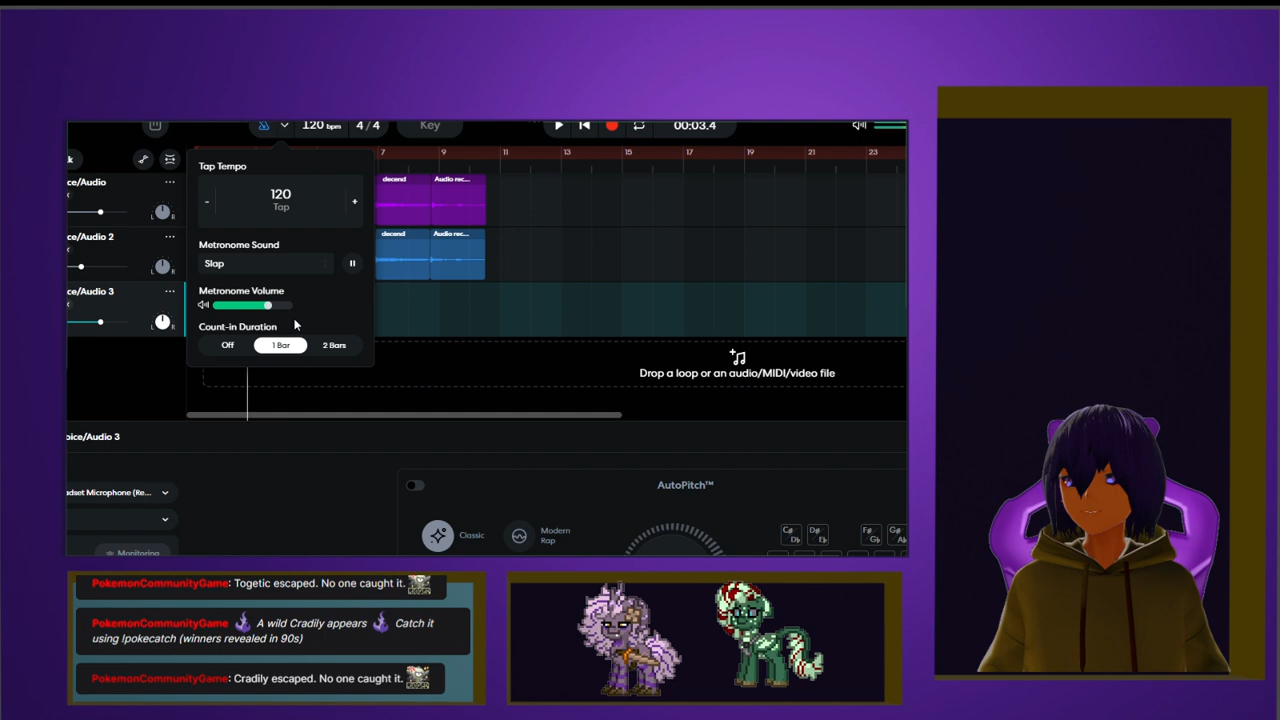 120 bpm
4/4
Key
00:03.4
7 9 11 13 15 17 19 21 23
Tap Tempo
-
120
+
Tap
Metronome Sound
Slap
Metronome Volume
Count-in Duration
Off
1 Bar
2 Bars
k
ce/Audio
L R
ce/Audio 2
L R
ce/Audio 3
L R
decend
Audio rec...
decend
Audio rec...
Drop a loop or an audio/MIDI/video file
oice/Audio 3
adset Microphone (Re...
Monitoring
AutoPitch™
Classic
Modern
Rap
C#
D♭
D#
E♭
F#
G♭
G#
A♭
PokemonCommunityGame: Togetic escaped. No one caught it.
PokemonCommunityGame A wild Cradily appears Catch it
using !pokecatch (winners revealed in 90s)
PokemonCommunityGame: Cradily escaped. No one caught it.